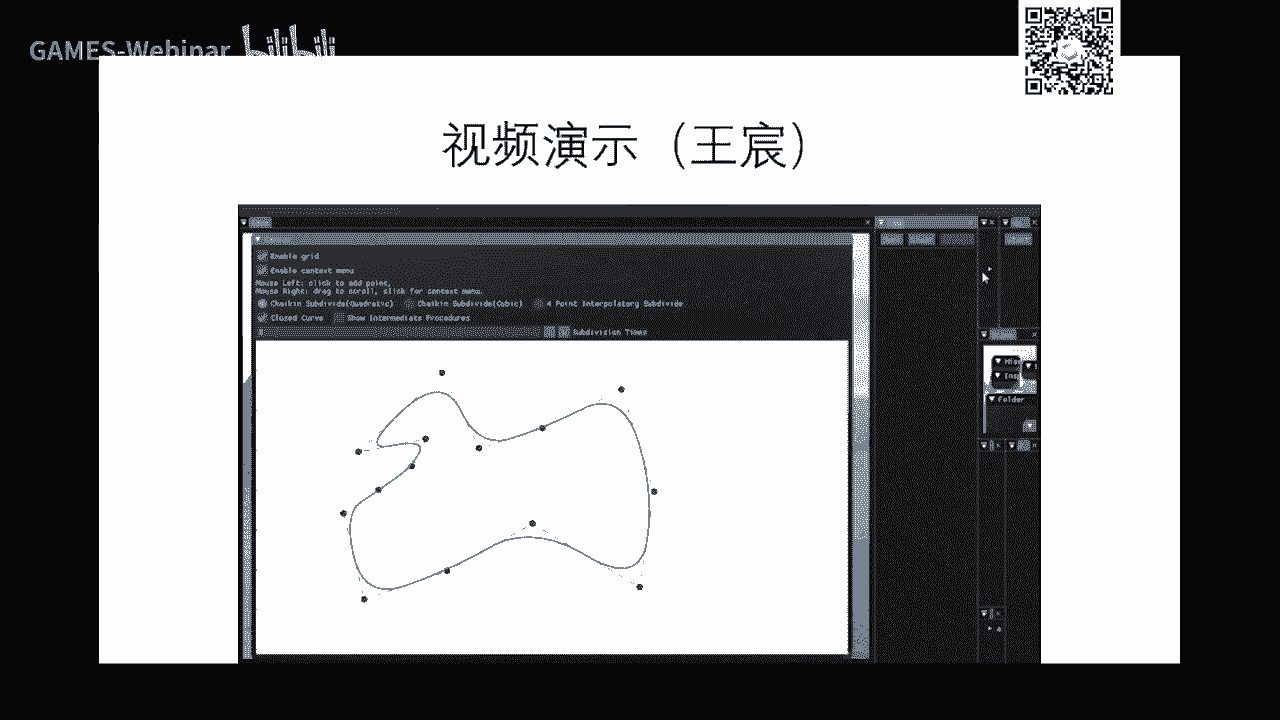 GAMES-Webinar bilibili
视频演示（王宸）
Enable grid
Enable context menu
Mouse Left: click to add point,
Mouse Right: drag to scroll, click for context menu.
Chaikin Subdivide(Quadratic) Chaikin Subdivide(Cubic) 4 Point Interpolatory Subdivide
Closed Curve Show Intermediate Procedures
Subdivision Times
Folder